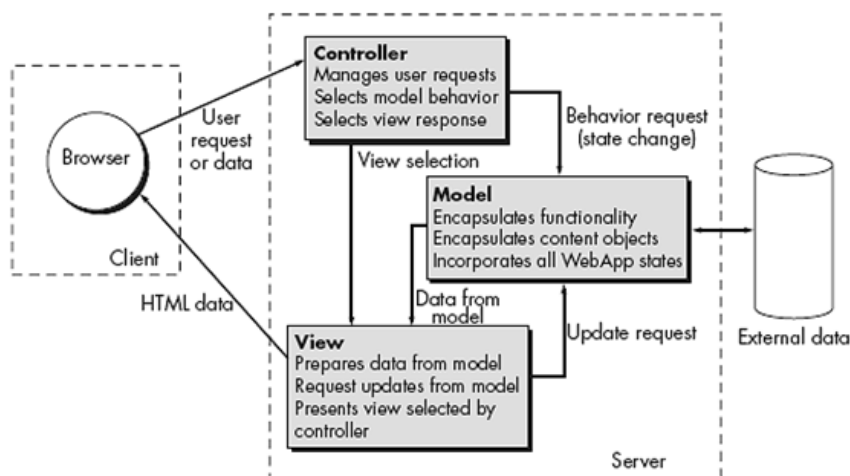 Controller
Manages user requests
Selects model behavior
Selects view response
User
request
or data
Browser
Client
Behavior request
(state change)
View selection
Model
Encapsulates functionality
Encapsulates content objects
Incorporates all WebApp states
HTML data
Data from
model
Update request
External data
View
Prepares data from model
Request updates from model
Presents view selected by
controller
Server